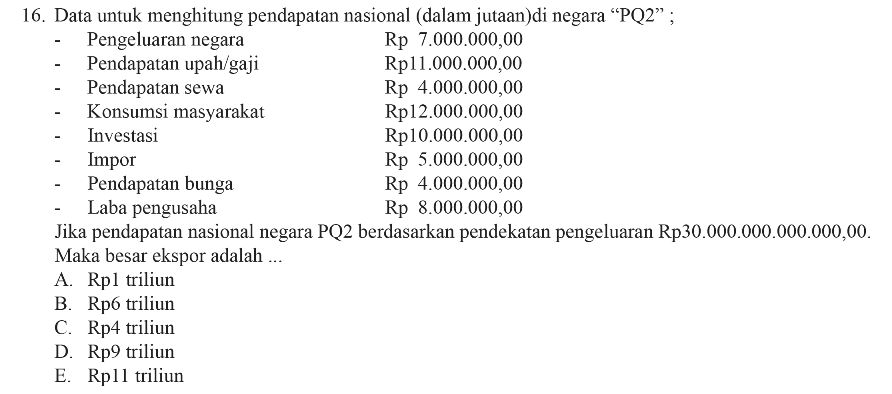 16. Data untuk menghitung pendapatan nasional (dalam jutaan)di negara “PQ2” ;
- Pengeluaran negara Rp 7.000.000,00
- Pendapatan upah/gaji Rp11.000.000,00
- Pendapatan sewa Rp 4.000.000,00
- Konsumsi masyarakat Rp12.000.000,00
- Investasi Rp10.000.000,00
- Impor Rp 5.000.000,00
- Pendapatan bunga Rp 4.000.000,00
- Laba pengusaha Rp 8.000.000,00
Jika pendapatan nasional negara PQ2 berdasarkan pendekatan pengeluaran Rp30.000.000.000.000,00.
Maka besar ekspor adalah ...
A. Rp1 triliun
B. Rp6 triliun
C. Rp4 triliun
D. Rp9 triliun
E. Rp11 triliun